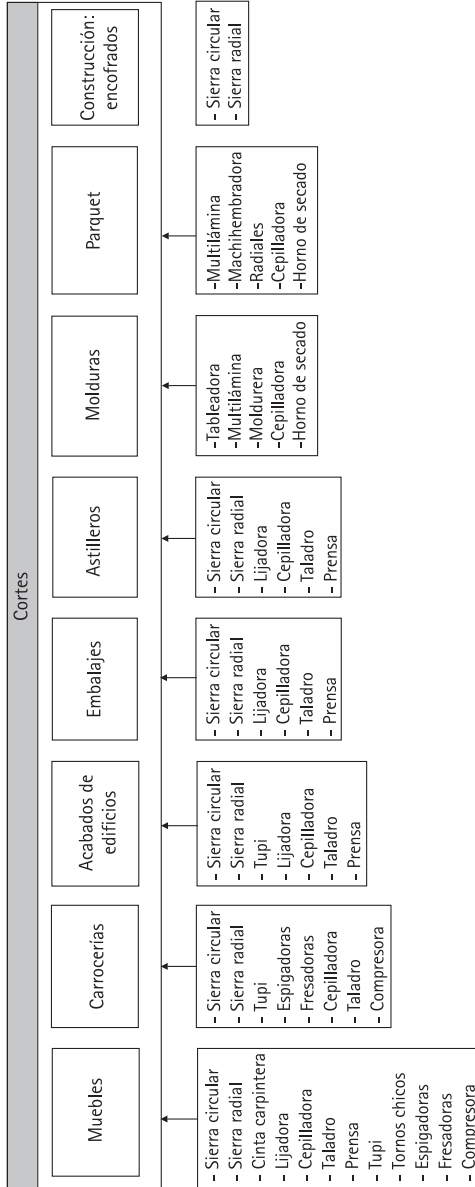 Cortes
Muebles
Carrocerías
Acabados de
edificios
Embalajes
Astilleros
Molduras
Parquet
Construcción:
encofrados
- Sierra circular
- Sierra radial
- Cinta carpintera
- Lijadora
- Cepilladora
- Taladro
- Prensa
- Tupi
- Tornos chicos
- Espigadoras
- Fresadoras
- Compresora
- Sierra circular
- Sierra radial
- Tupi
- Espigadoras
- Fresadoras
- Cepilladora
- Taladro
- Compresora
- Sierra circular
- Sierra radial
- Tupi
- Lijadora
- Cepilladora
- Taladro
- Prensa
- Sierra circular
- Sierra radial
- Lijadora
- Cepilladora
- Taladro
- Prensa
- Sierra circular
- Sierra radial
- Lijadora
- Cepilladora
- Taladro
- Prensa
-Tableadora
-Multilámina
-Moldurera
-Cepilladora
-Horno de secado
-Multilámina
-Machihembradora
-Radiales
-Cepilladora
-Horno de secado
- Sierra circular
- Sierra radial